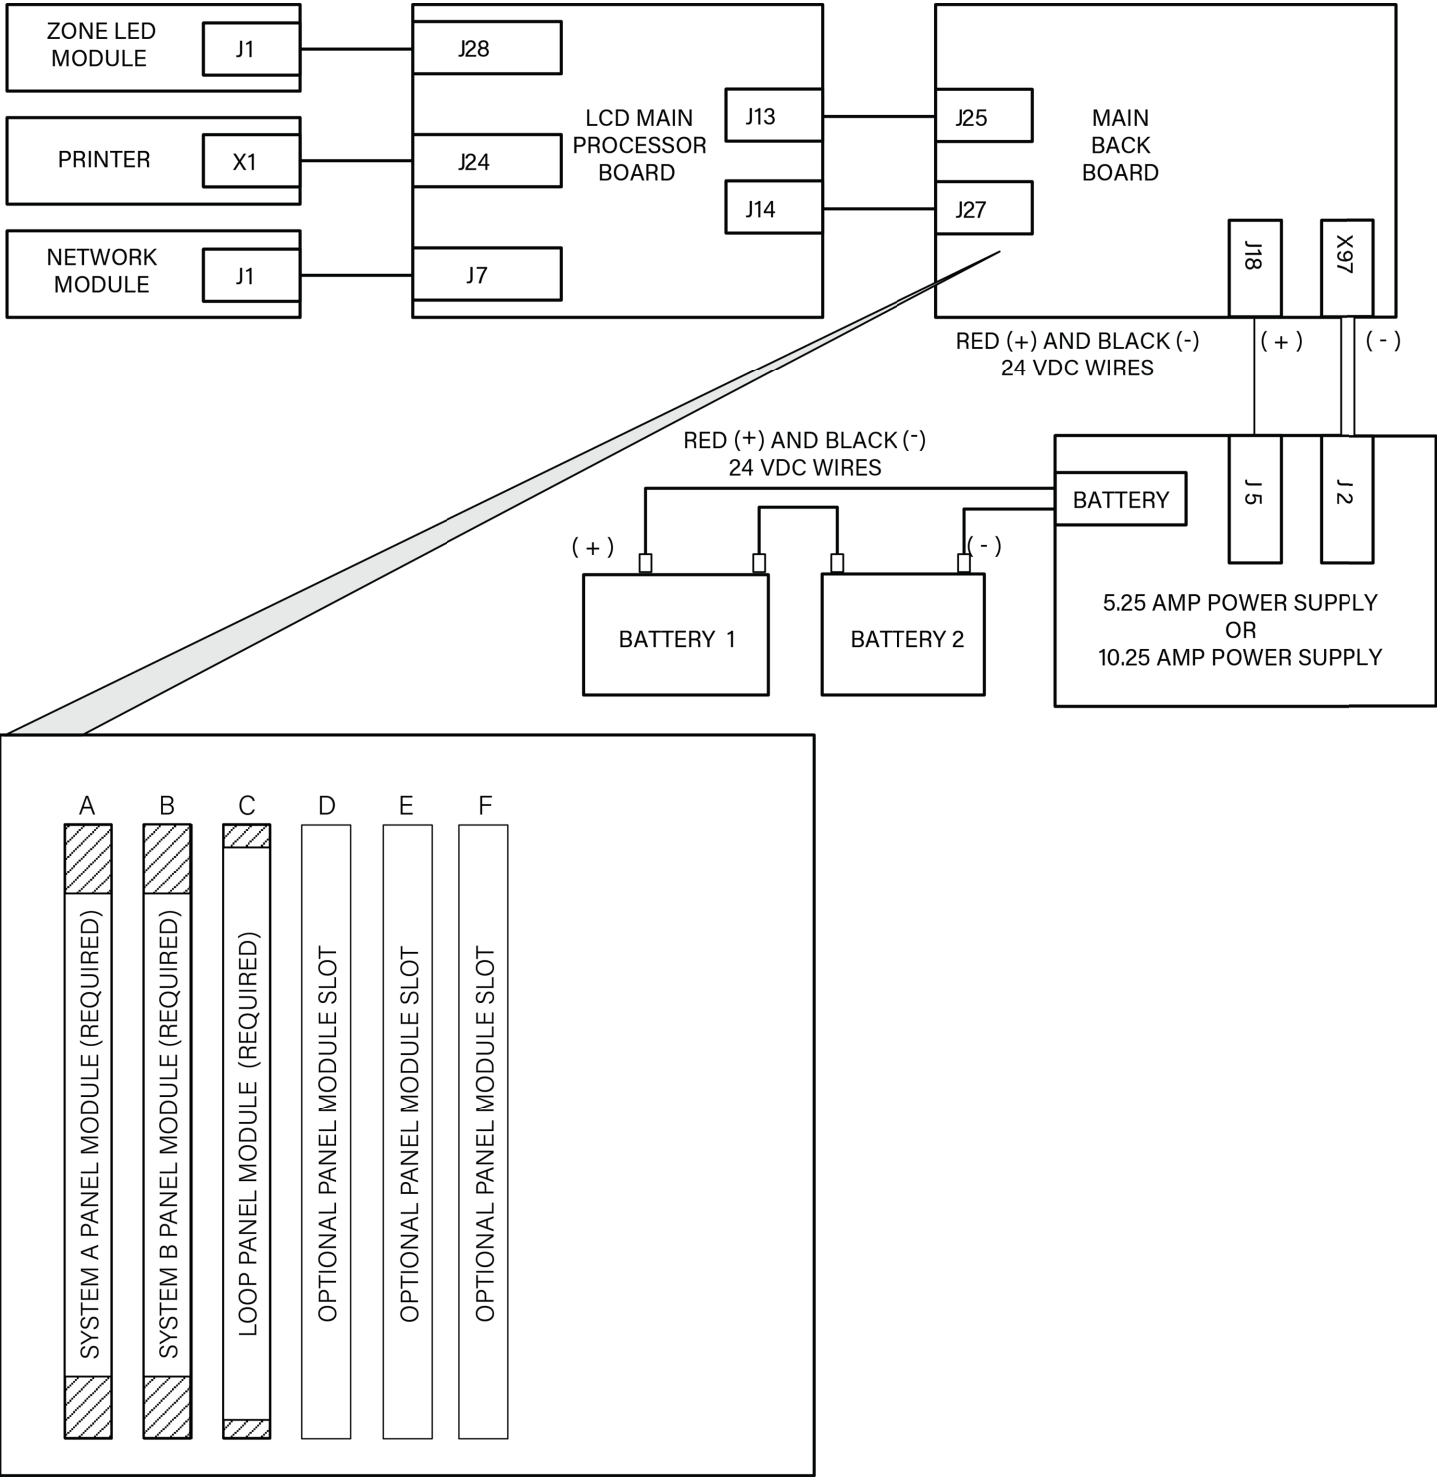 ZONE LED
MODULE
J1
J28
PRINTER
X1
J24
NETWORK
MODULE
J1
J7
LCD MAIN
PROCESSOR
BOARD
J13
J14
J25
J27
MAIN
BACK
BOARD
J18
X97
RED (+) AND BLACK (-)
24 VDC WIRES
( + )
( - )
RED (+) AND BLACK (-)
24 VDC WIRES
( + )
( - )
BATTERY
J 5
J 2
BATTERY 1
BATTERY 2
5.25 AMP POWER SUPPLY
OR
10.25 AMP POWER SUPPLY
A
B
C
D
E
F
SYSTEM A PANEL MODULE (REQUIRED)
SYSTEM B PANEL MODULE (REQUIRED)
LOOP PANEL MODULE (REQUIRED)
OPTIONAL PANEL MODULE SLOT
OPTIONAL PANEL MODULE SLOT
OPTIONAL PANEL MODULE SLOT